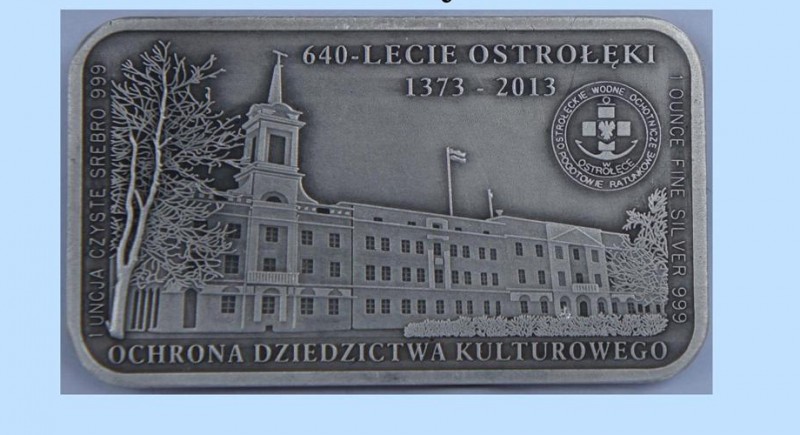 640-LECIE OSTROŁĘKI
1373 - 2013
1 UNCJA CZYSTE SREBRO 999
1 OUNCE FINE SILVER 999
OSTROŁĘCKIE WODNE OCHOTNICZE
POGOTOWIE RATUNKOWE
W
OSTROŁĘCE
OCHRONA DZIEDZICTWA KULTUROWEGO